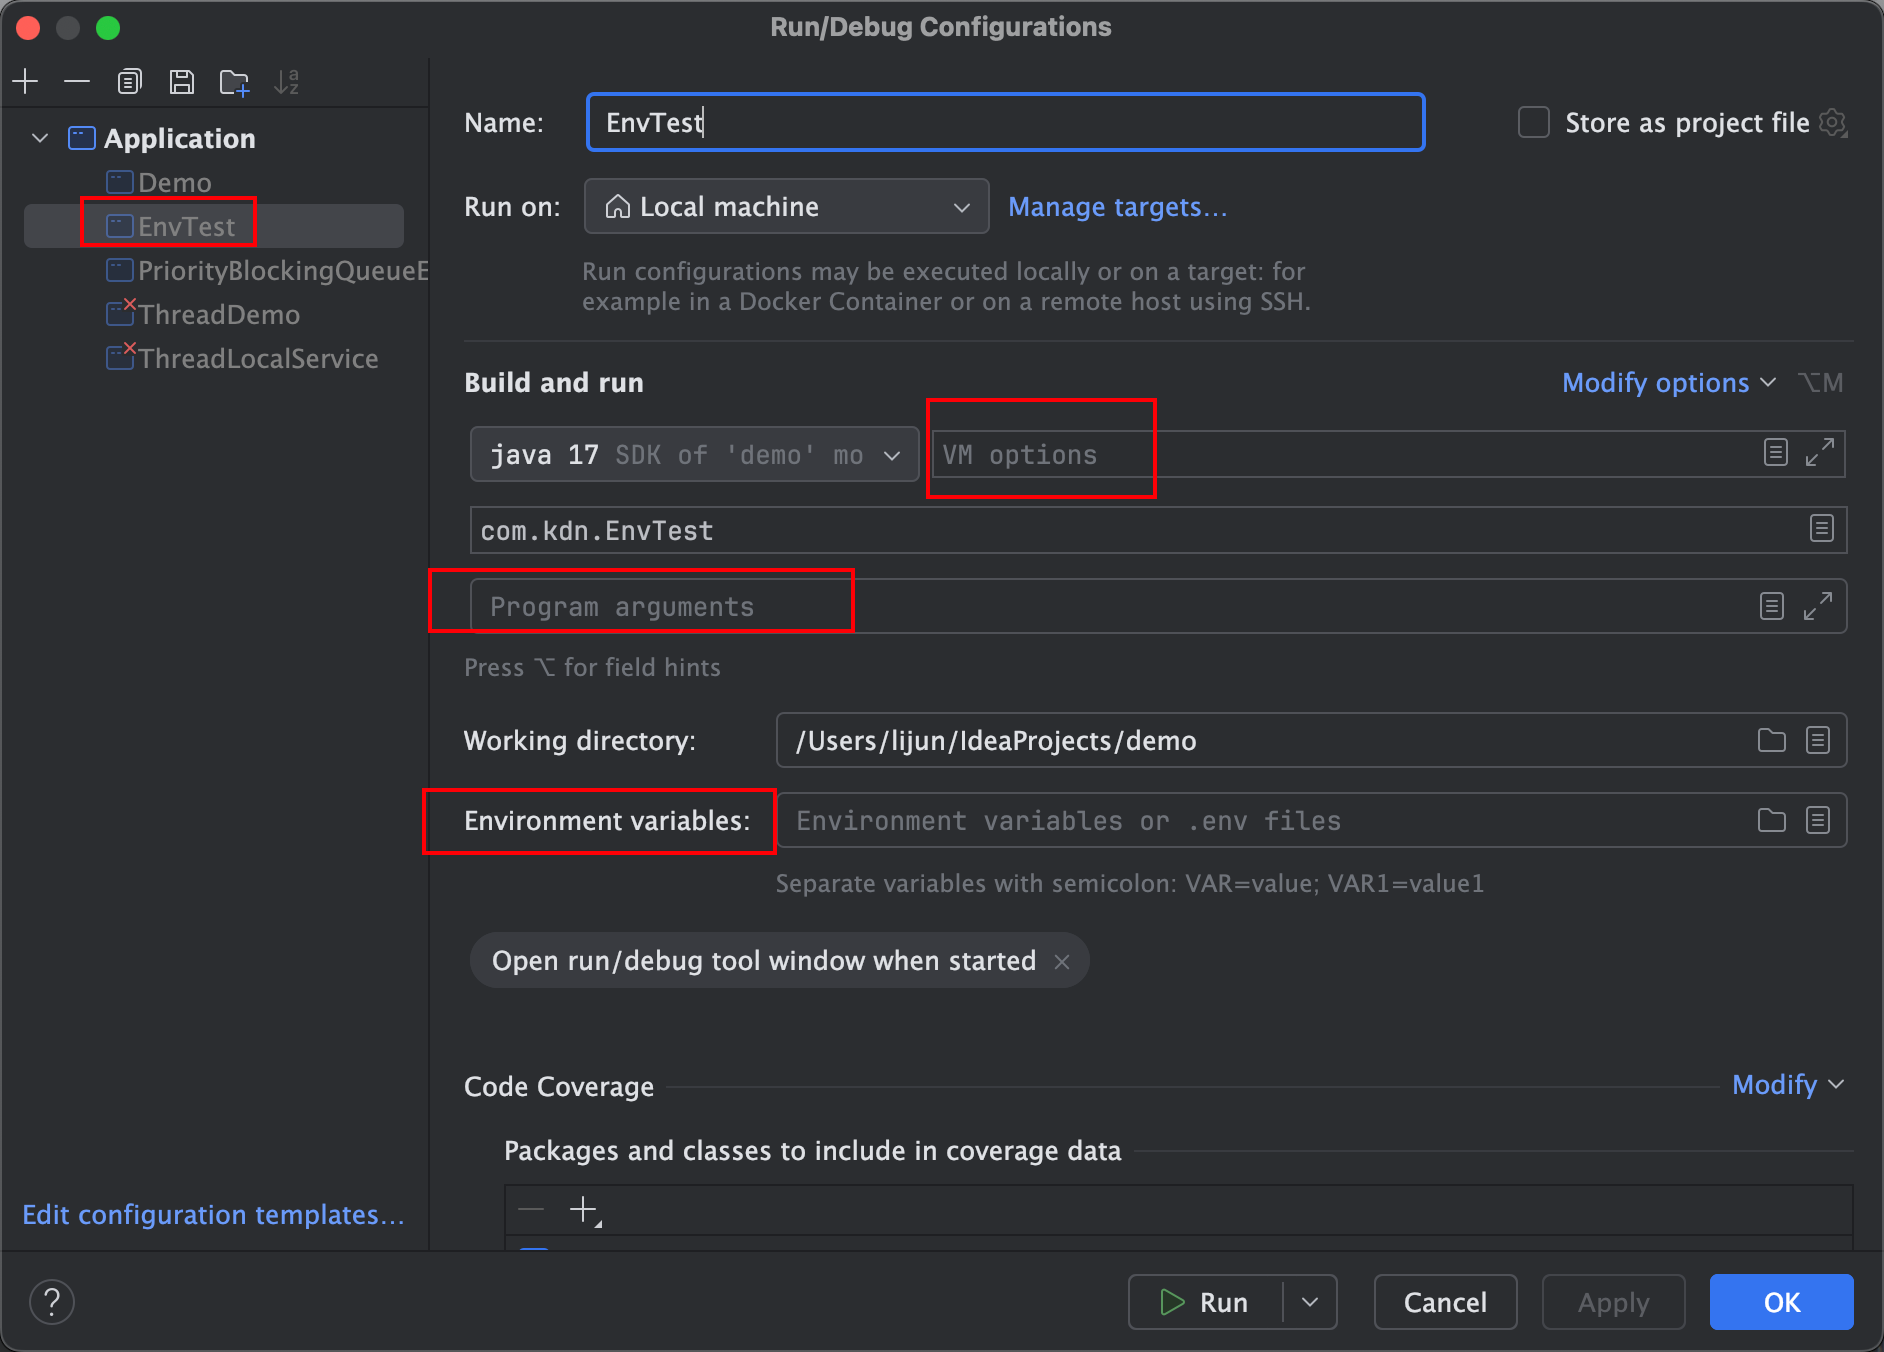 Run/Debug Configurations
Application
Demo
EnvTest
PriorityBlockingQueueE
ThreadDemo
ThreadLocalService
Edit configuration templates...
Name:
EnvTest
Store as project file
Run on:
Local machine
Manage targets...
Run configurations may be executed locally or on a target: for
example in a Docker Container or on a remote host using SSH.
Build and run
Modify options
⌥M
java 17 SDK of 'demo' mo
VM options
com.kdn.EnvTest
Program arguments
Press ⌥ for field hints
Working directory:
/Users/lijun/IdeaProjects/demo
Environment variables:
Environment variables or .env files
Separate variables with semicolon: VAR=value; VAR1=value1
Open run/debug tool window when started
Code Coverage
Modify
Packages and classes to include in coverage data
?
Run
Cancel
Apply
OK